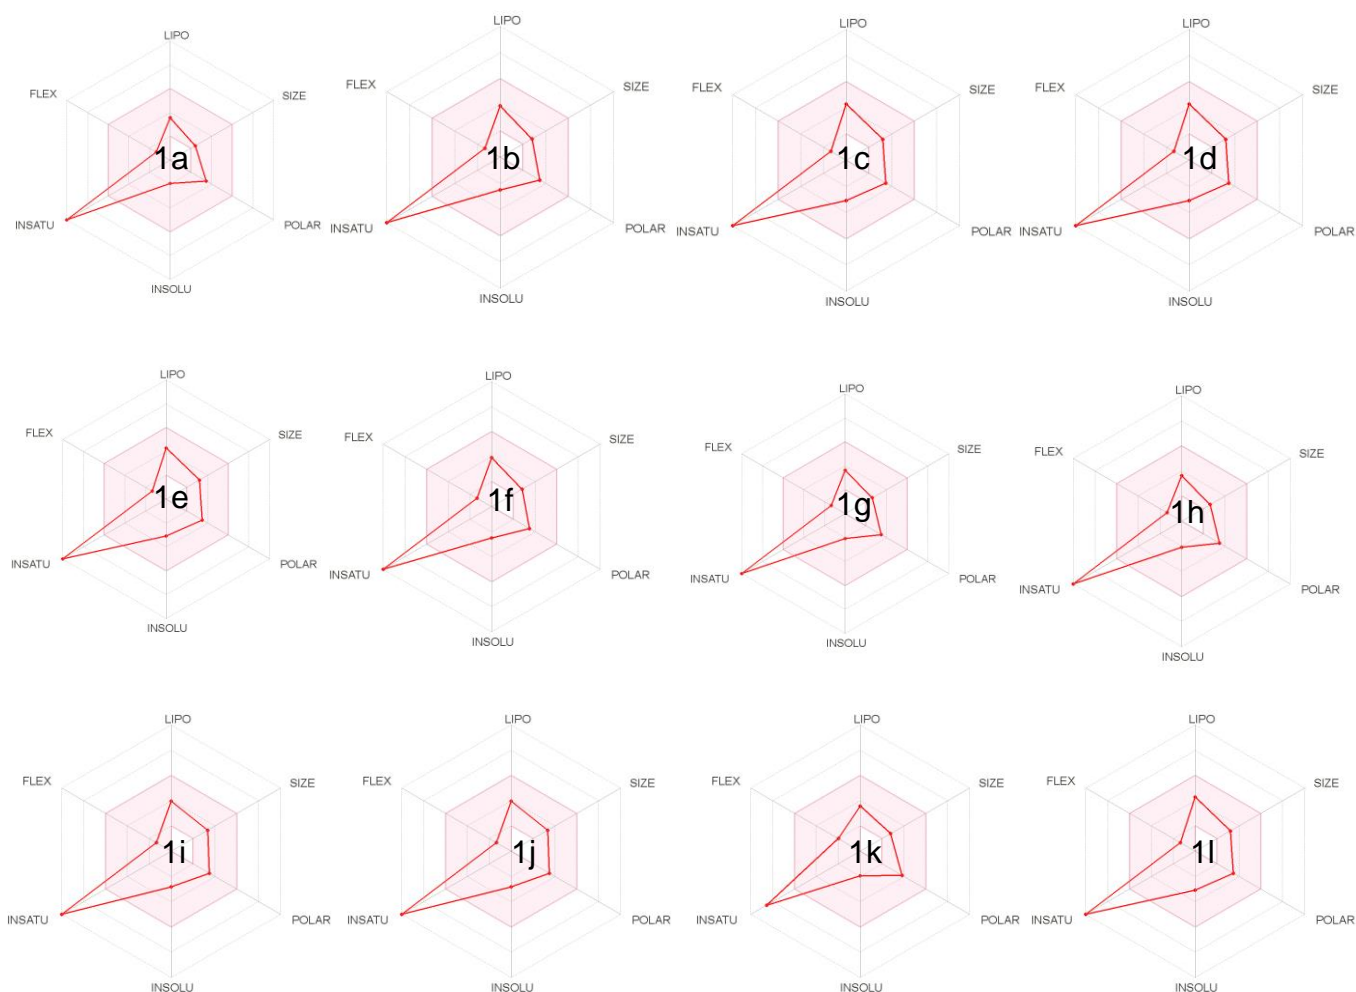 LIPO
FLEX
SIZE
1a
INSATU
POLAR
INSOLU
LIPO
FLEX
SIZE
1b
INSATU
POLAR
INSOLU
LIPO
FLEX
SIZE
1c
INSATU
POLAR
INSOLU
LIPO
FLEX
SIZE
1d
INSATU
POLAR
INSOLU
LIPO
FLEX
SIZE
1e
INSATU
POLAR
INSOLU
LIPO
FLEX
SIZE
1f
INSATU
POLAR
INSOLU
LIPO
FLEX
SIZE
1g
INSATU
POLAR
INSOLU
LIPO
FLEX
SIZE
1h
INSATU
POLAR
INSOLU
LIPO
FLEX
SIZE
1i
INSATU
POLAR
INSOLU
LIPO
FLEX
SIZE
1j
INSATU
POLAR
INSOLU
LIPO
FLEX
SIZE
1k
INSATU
POLAR
INSOLU
LIPO
FLEX
SIZE
1l
INSATU
POLAR
INSOLU